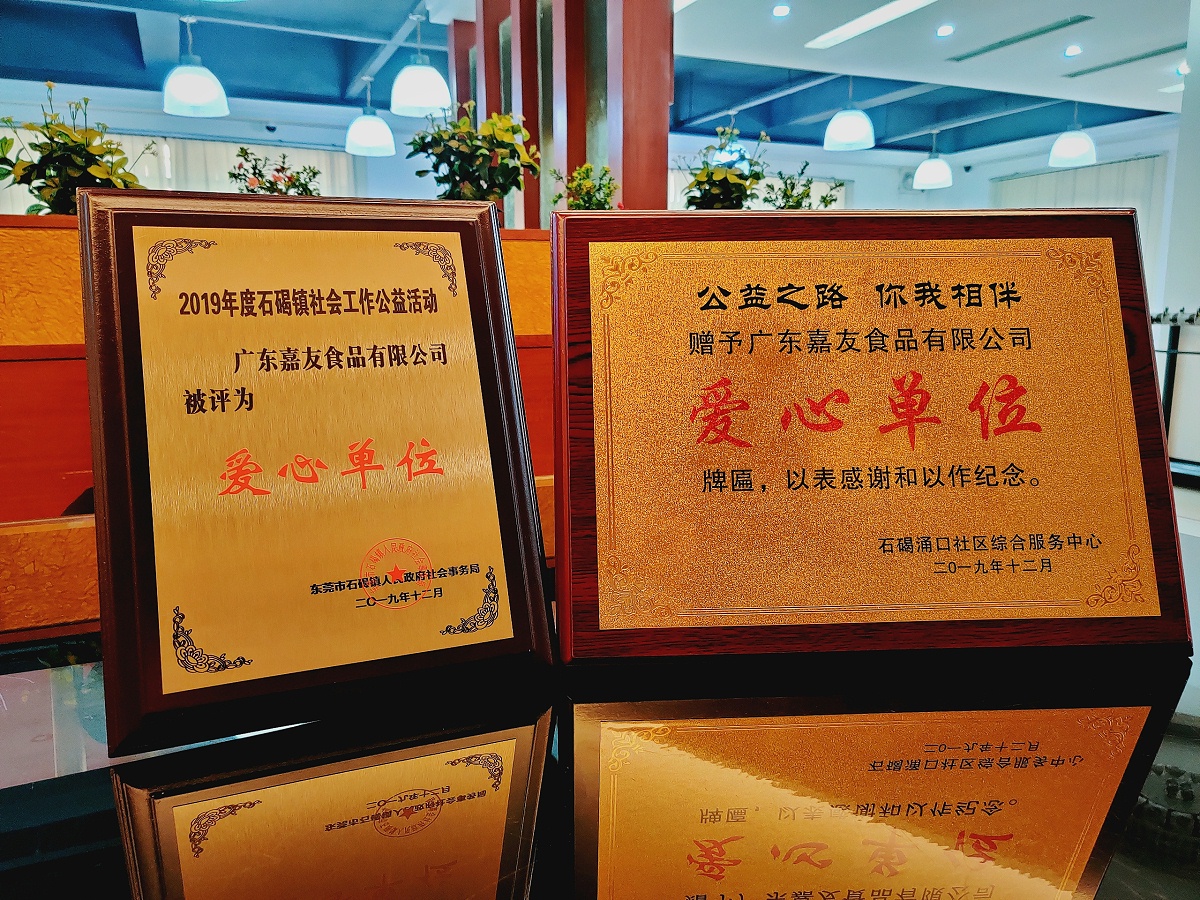 2019年度石碣镇社会工作公益活动
广东嘉友食品有限公司
被评为
爱心单位
东莞市石碣镇人民政府社会事务局
二〇一九年十二月
公益之路 你我相伴
赠予广东嘉友食品有限公司
爱心单位
牌匾，以表感谢和以作纪念。
石碣涌口社区综合服务中心
二〇一九年十二月